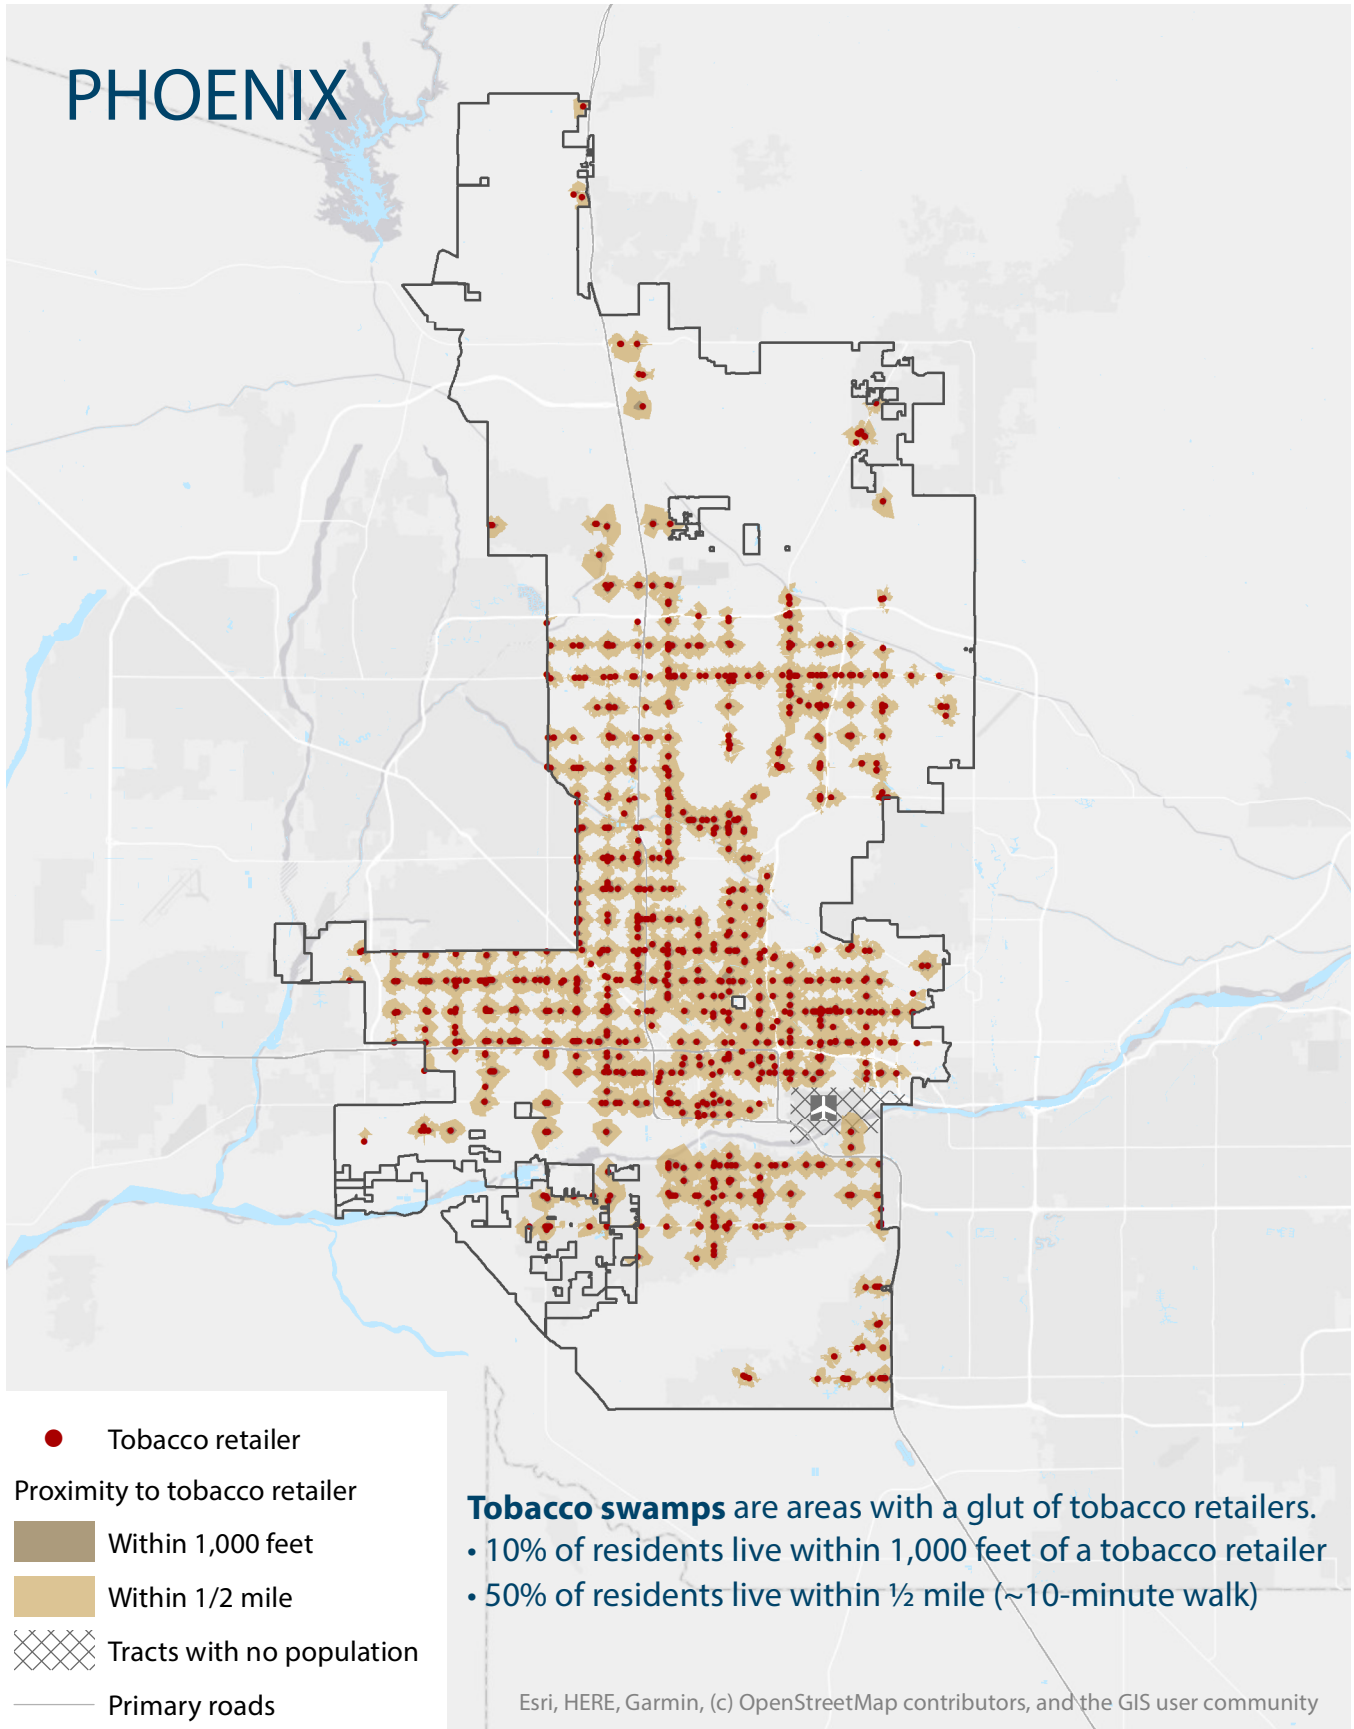 PHOENIX
Tobacco retailer
Proximity to tobacco retailer
Within 1,000 feet
Within 1/2 mile
Tracts with no population
Primary roads
Tobacco swamps are areas with a glut of tobacco retailers.
• 10% of residents live within 1,000 feet of a tobacco retailer
• 50% of residents live within ½ mile (~10-minute walk)
Esri, HERE, Garmin, (c) OpenStreetMap contributors, and the GIS user community